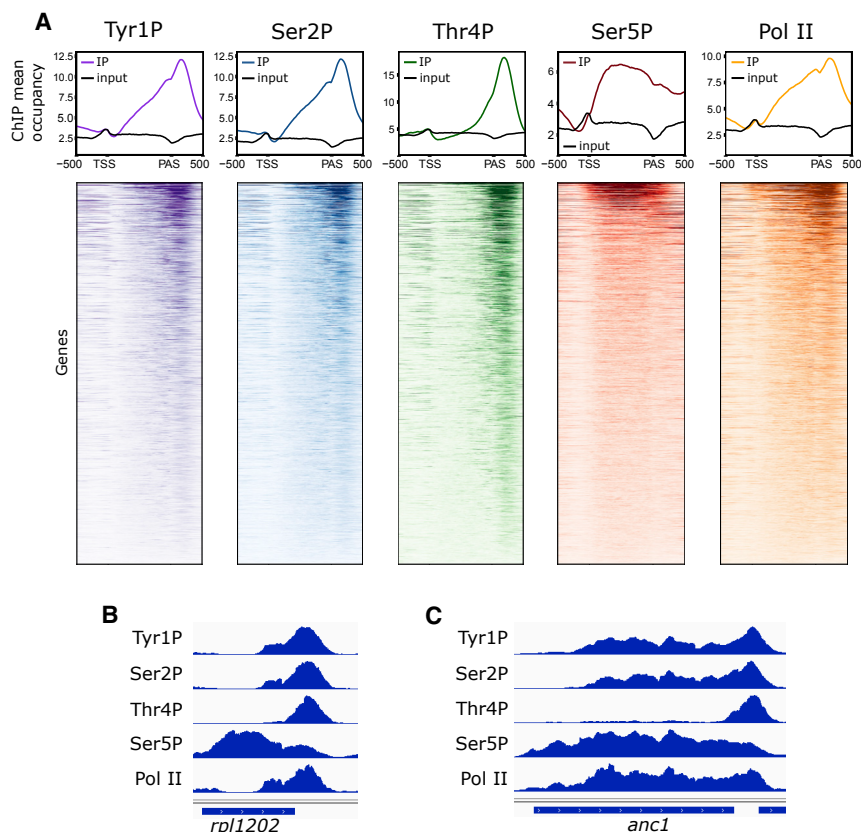 A
Tyr1P Ser2P Thr4P Ser5P Pol II
ChIP mean
occupancy
12.5
10.0
7.5
5.0
2.5
IP
input
−500 TSS PAS 500
12.5
10.0
7.5
5.0
2.5
IP
input
−500 TSS PAS 500
15
10
5
IP
input
−500 TSS PAS 500
6
4
2
IP
input
−500 TSS PAS 500
10.0
7.5
5.0
2.5
IP
input
−500 TSS PAS 500
Genes
B
Tyr1P
Ser2P
Thr4P
Ser5P
Pol II
rpl1202
C
Tyr1P
Ser2P
Thr4P
Ser5P
Pol II
anc1